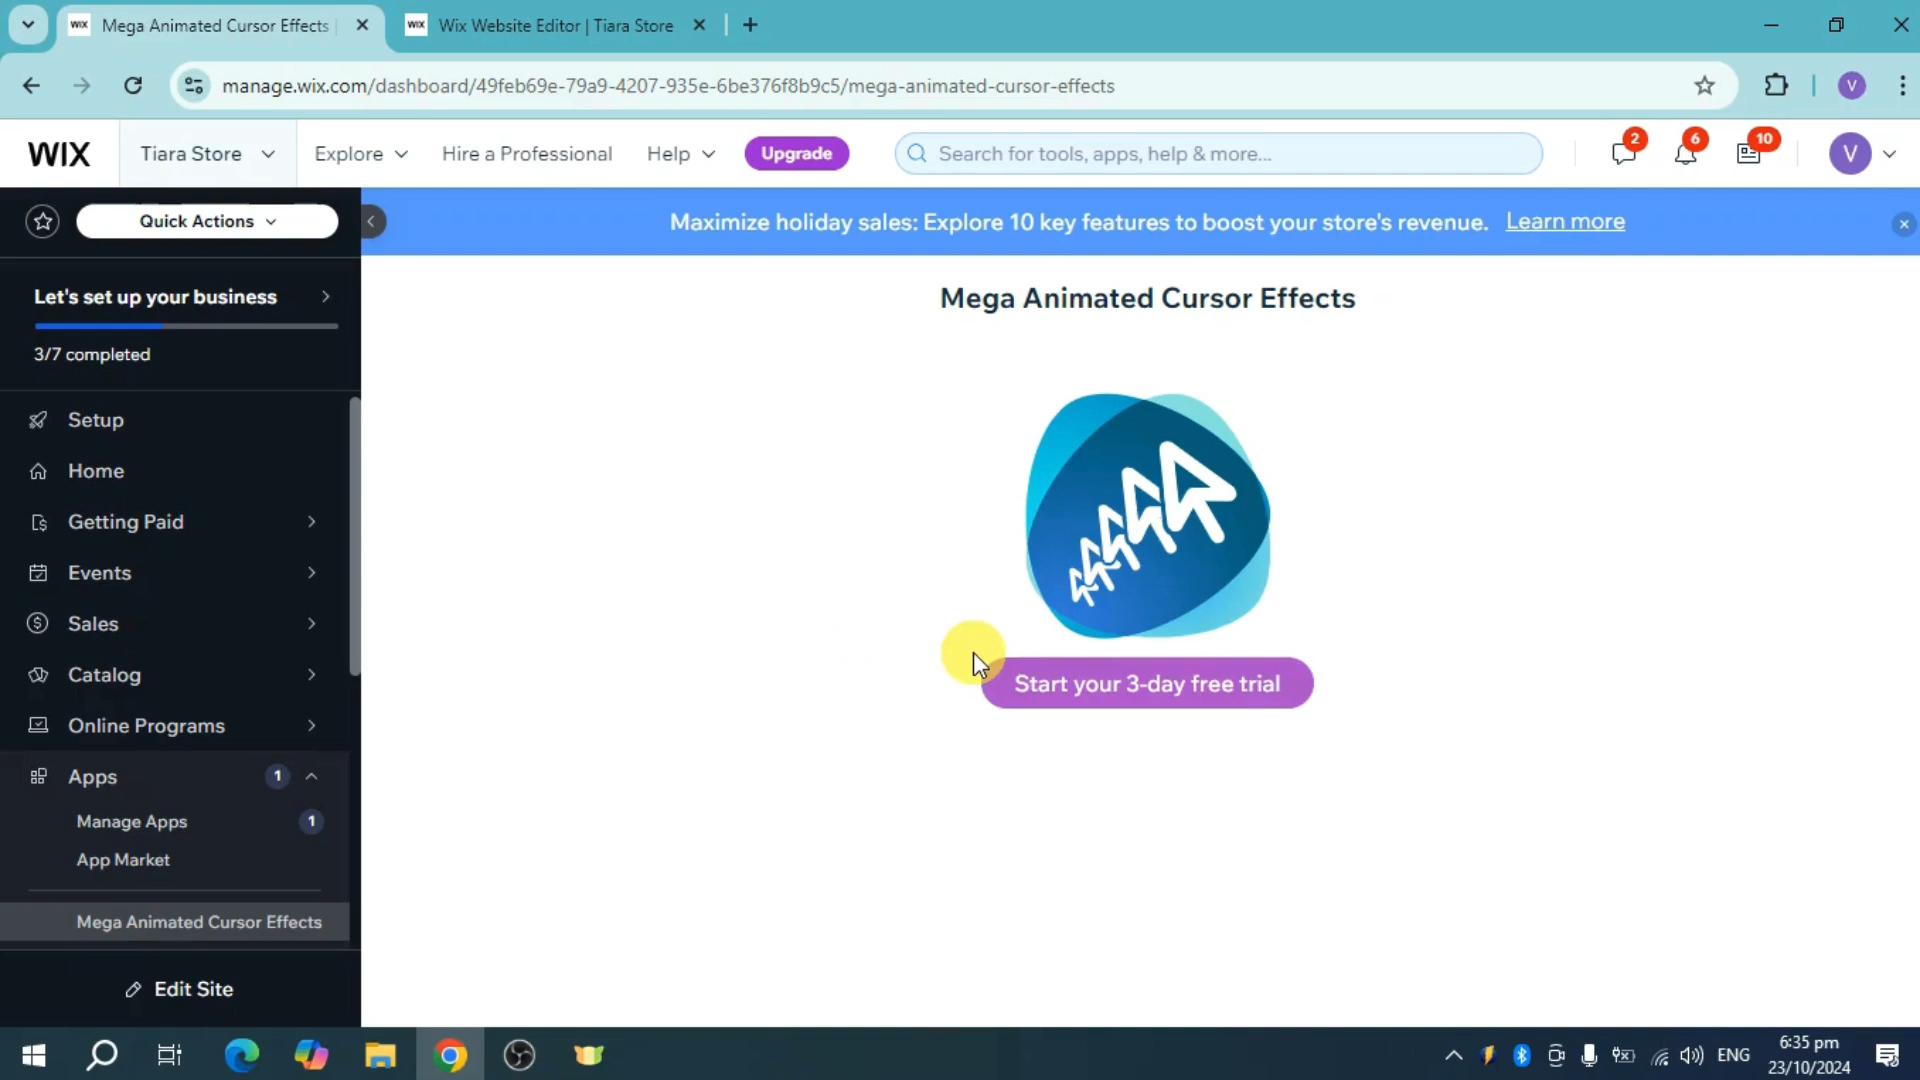 Mega Animated Cursor Effects
Wix Website Editor | Tiara Store
manage.wix.com/dashboard/49feb69e-79a9-4207-935e-6be376f8b9c5/mega-animated-cursor-effects
V
WIX
Tiara Store
Explore
Hire a Professional
Help
Upgrade
Search for tools, apps, help & more...
2
6
10
V
Quick Actions
Maximize holiday sales: Explore 10 key features to boost your store's revenue. Learn more
Let's set up your business
3/7 completed
Mega Animated Cursor Effects
Start your 3-day free trial
Setup
Home
Getting Paid
Events
Sales
Catalog
Online Programs
Apps 1
Manage Apps 1
App Market
Mega Animated Cursor Effects
Edit Site
ENG
6:35 pm
23/10/2024